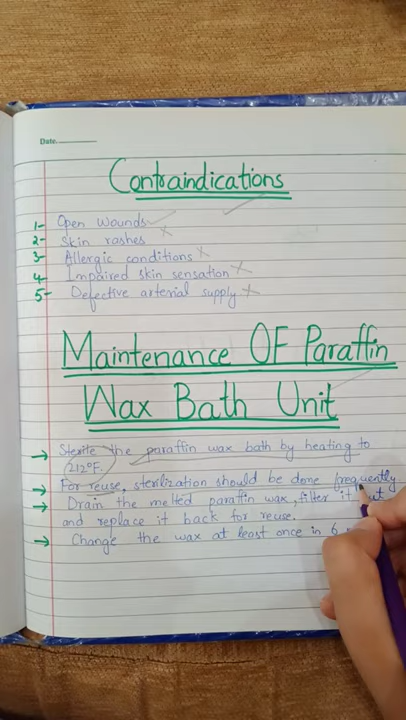 Date.
Contraindications
1- Open Wounds
2- Skin rashes
3- Allergic conditions
4- Impaired skin sensation
5- Defective arterial supply
Maintenance OF Paraffin
Wax Bath Unit
→ Sterite the paraffin wax bath by heating to
212°F.
→ For reuse, sterilization should be done frequently
→ Drain the melted paraffin wax, filter it
and replace it back for reuse.
→ Change the wax at least once in 6